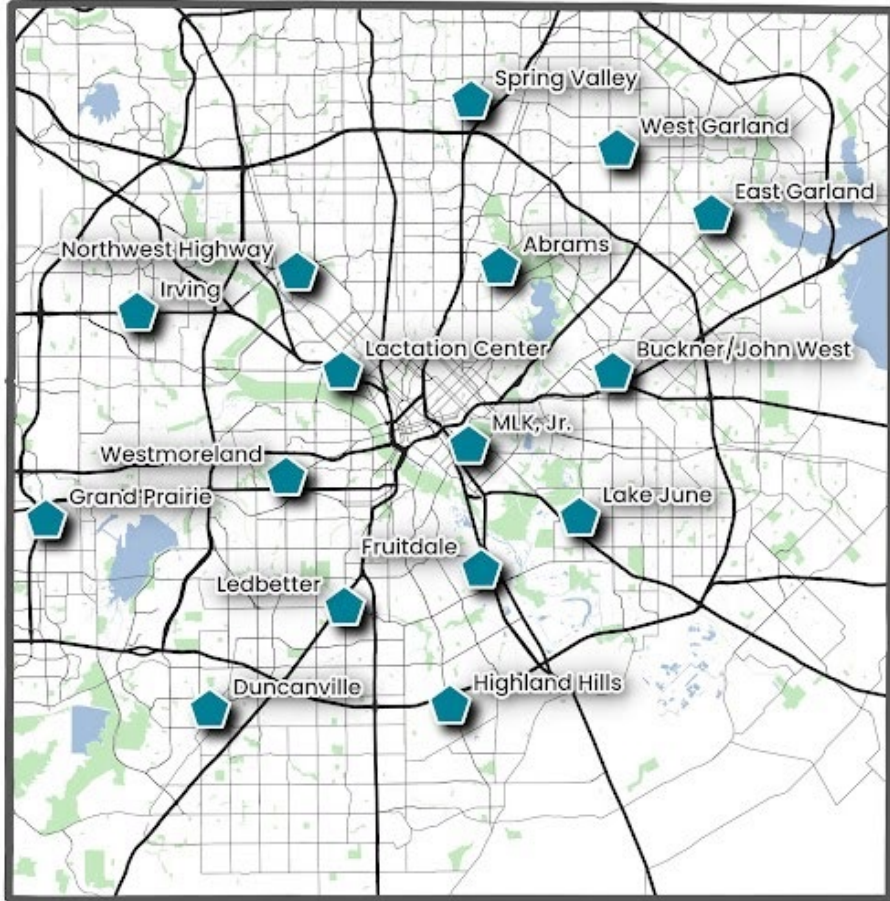 Spring Valley
West Garland
East Garland
Northwest Highway
Abrams
Irving
Lactation Center
Buckner/John West
MLK, Jr.
Westmoreland
Grand Prairie
Lake June
Fruitdale
Ledbetter
Duncanville
Highland Hills